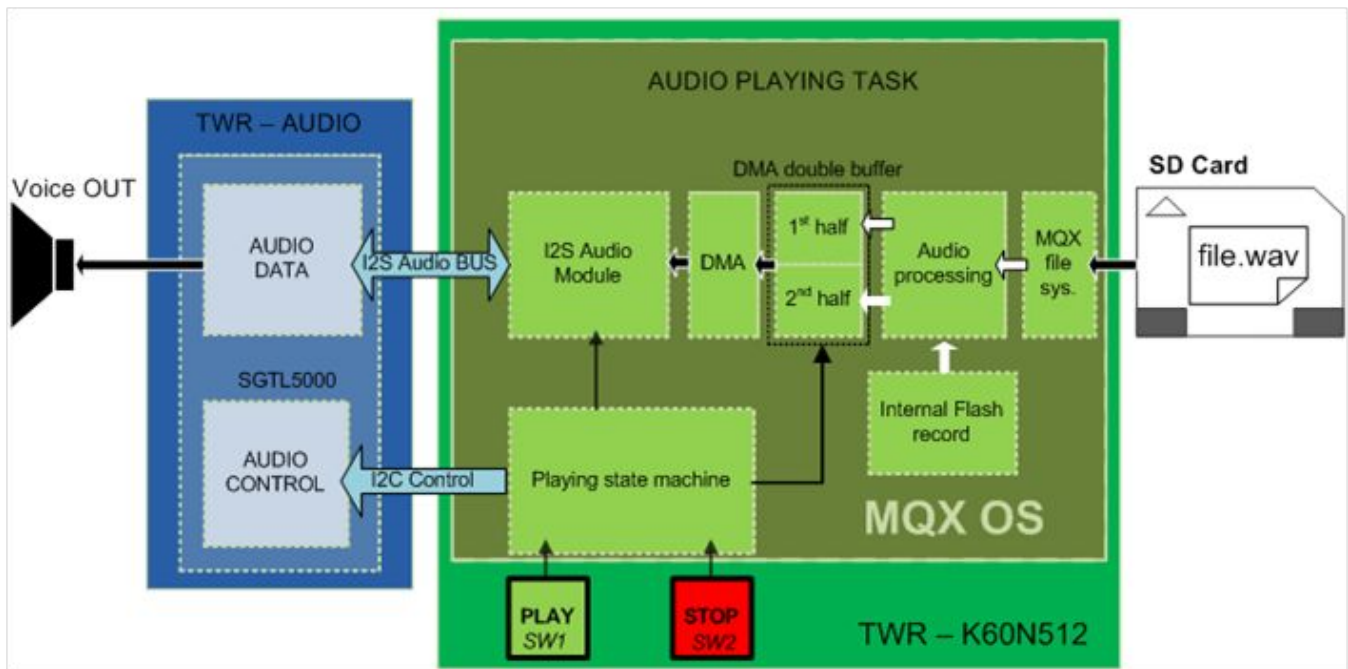 AUDIO PLAYING TASK
TWR – AUDIO
Voice OUT
AUDIO
DATA
I2S Audio BUS
SGTL5000
AUDIO
CONTROL
I2C Control
DMA double buffer
I2S Audio
Module
DMA
1st half
2nd half
Audio
processing
MQX
file
sys.
SD Card
file.wav
Internal Flash
record
Playing state machine
MQX OS
PLAY
SW1
STOP
SW2
TWR – K60N512